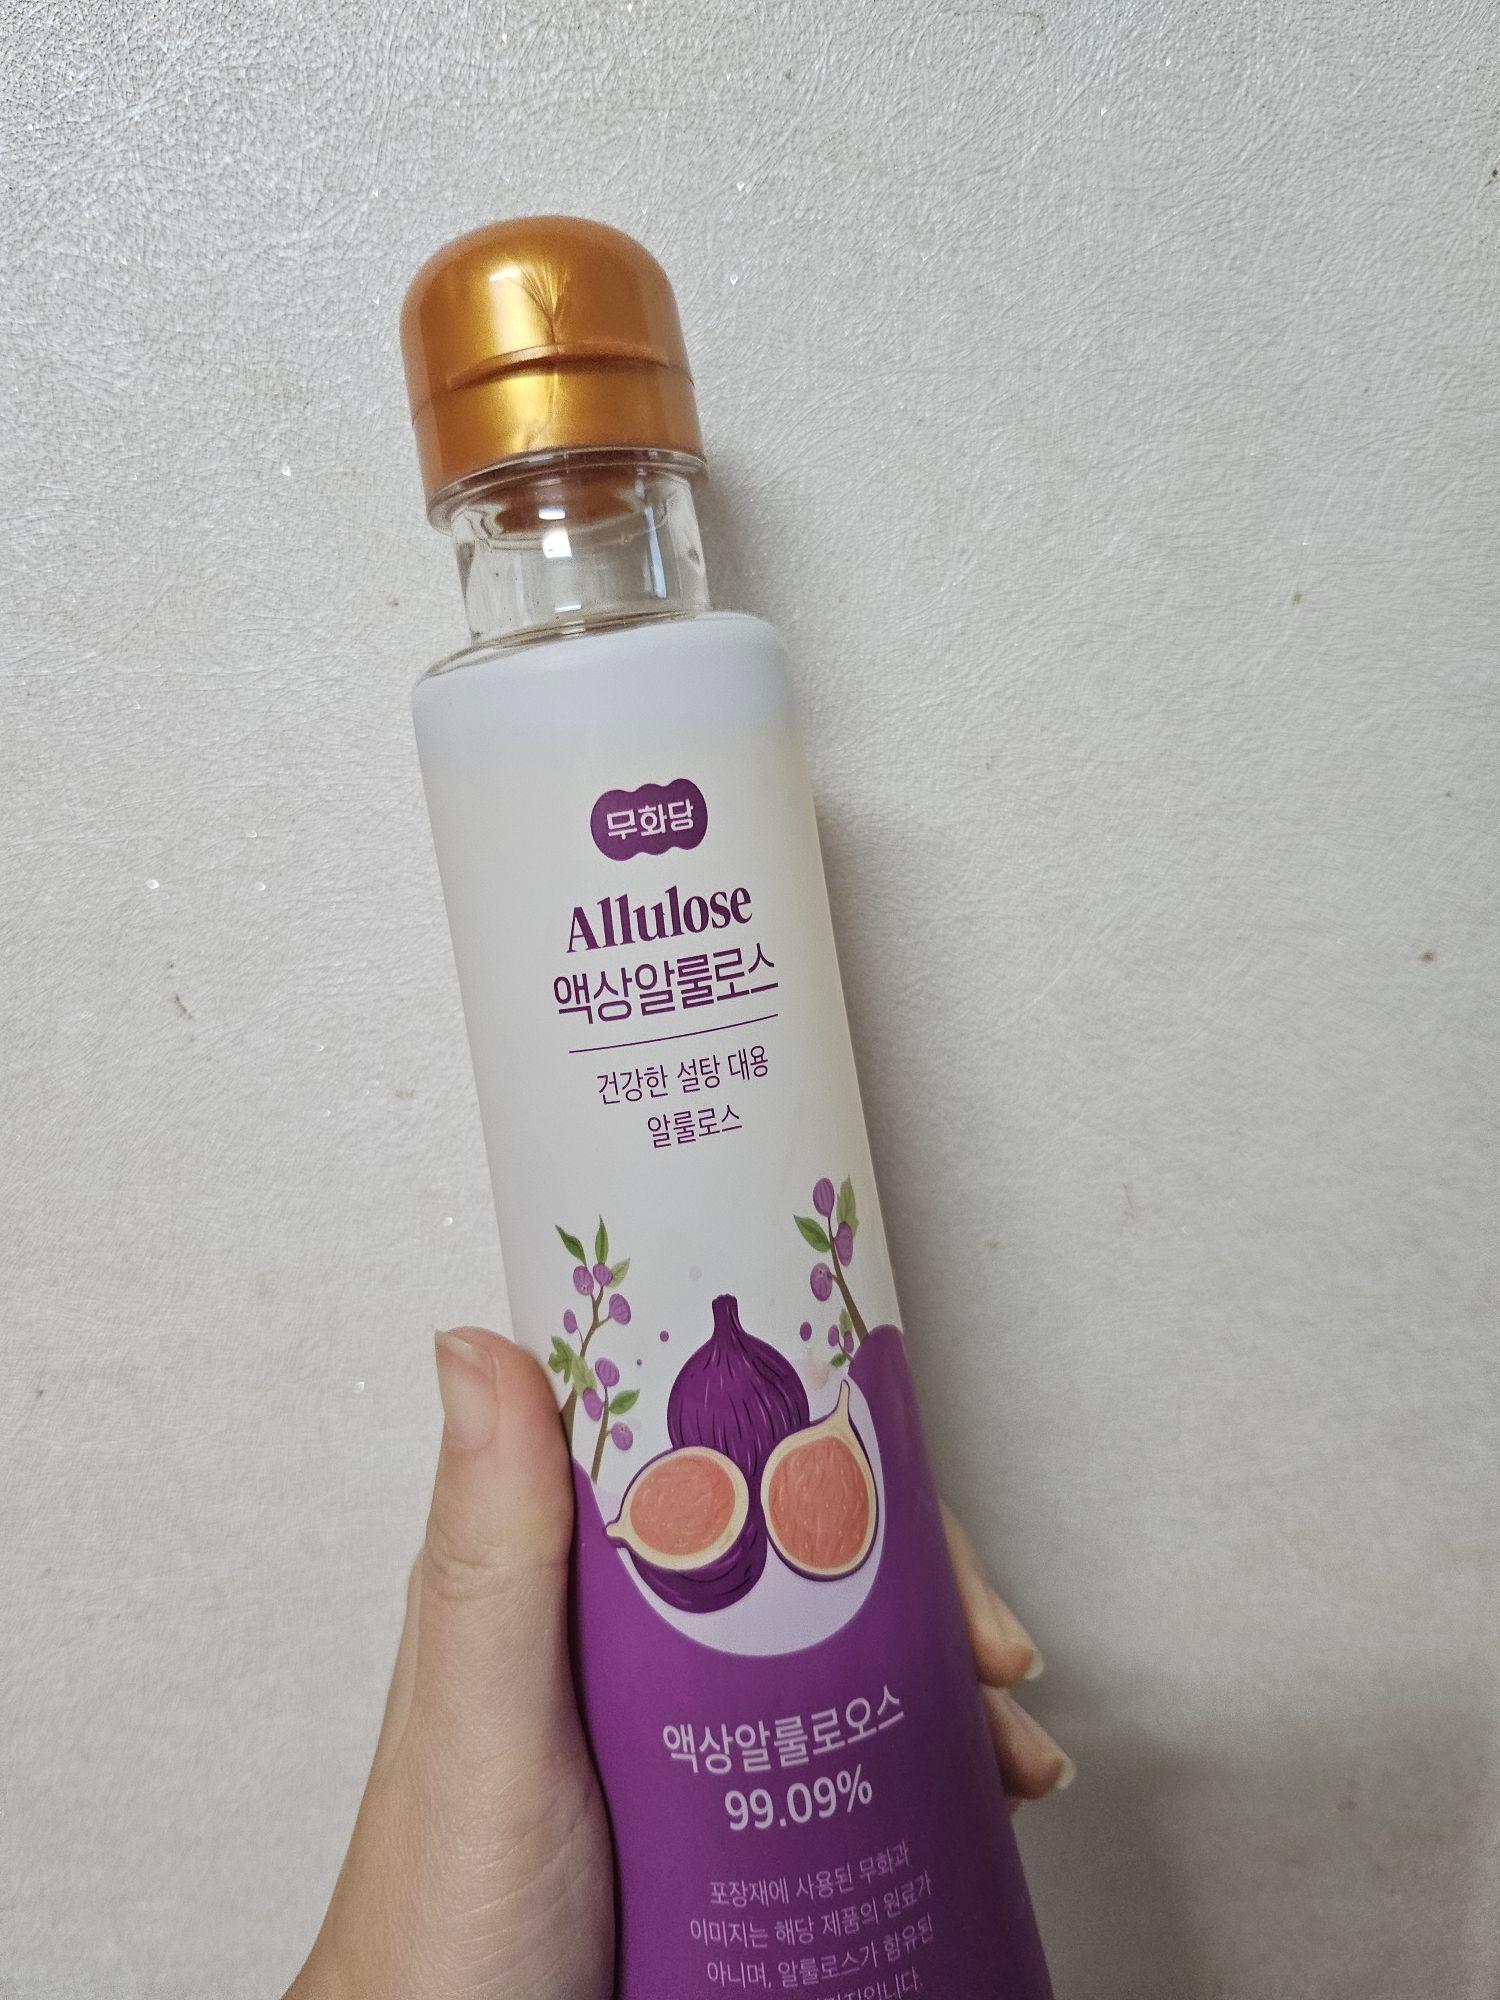 무화당
Allulose
액상알룰로스
건강한 설탕 대용
알룰로스
액상알룰로오스
99.09%
포장재에 사용된 무화과
이미지는 해당 제품의 원료가
아니며, 알룰로스가 함유된